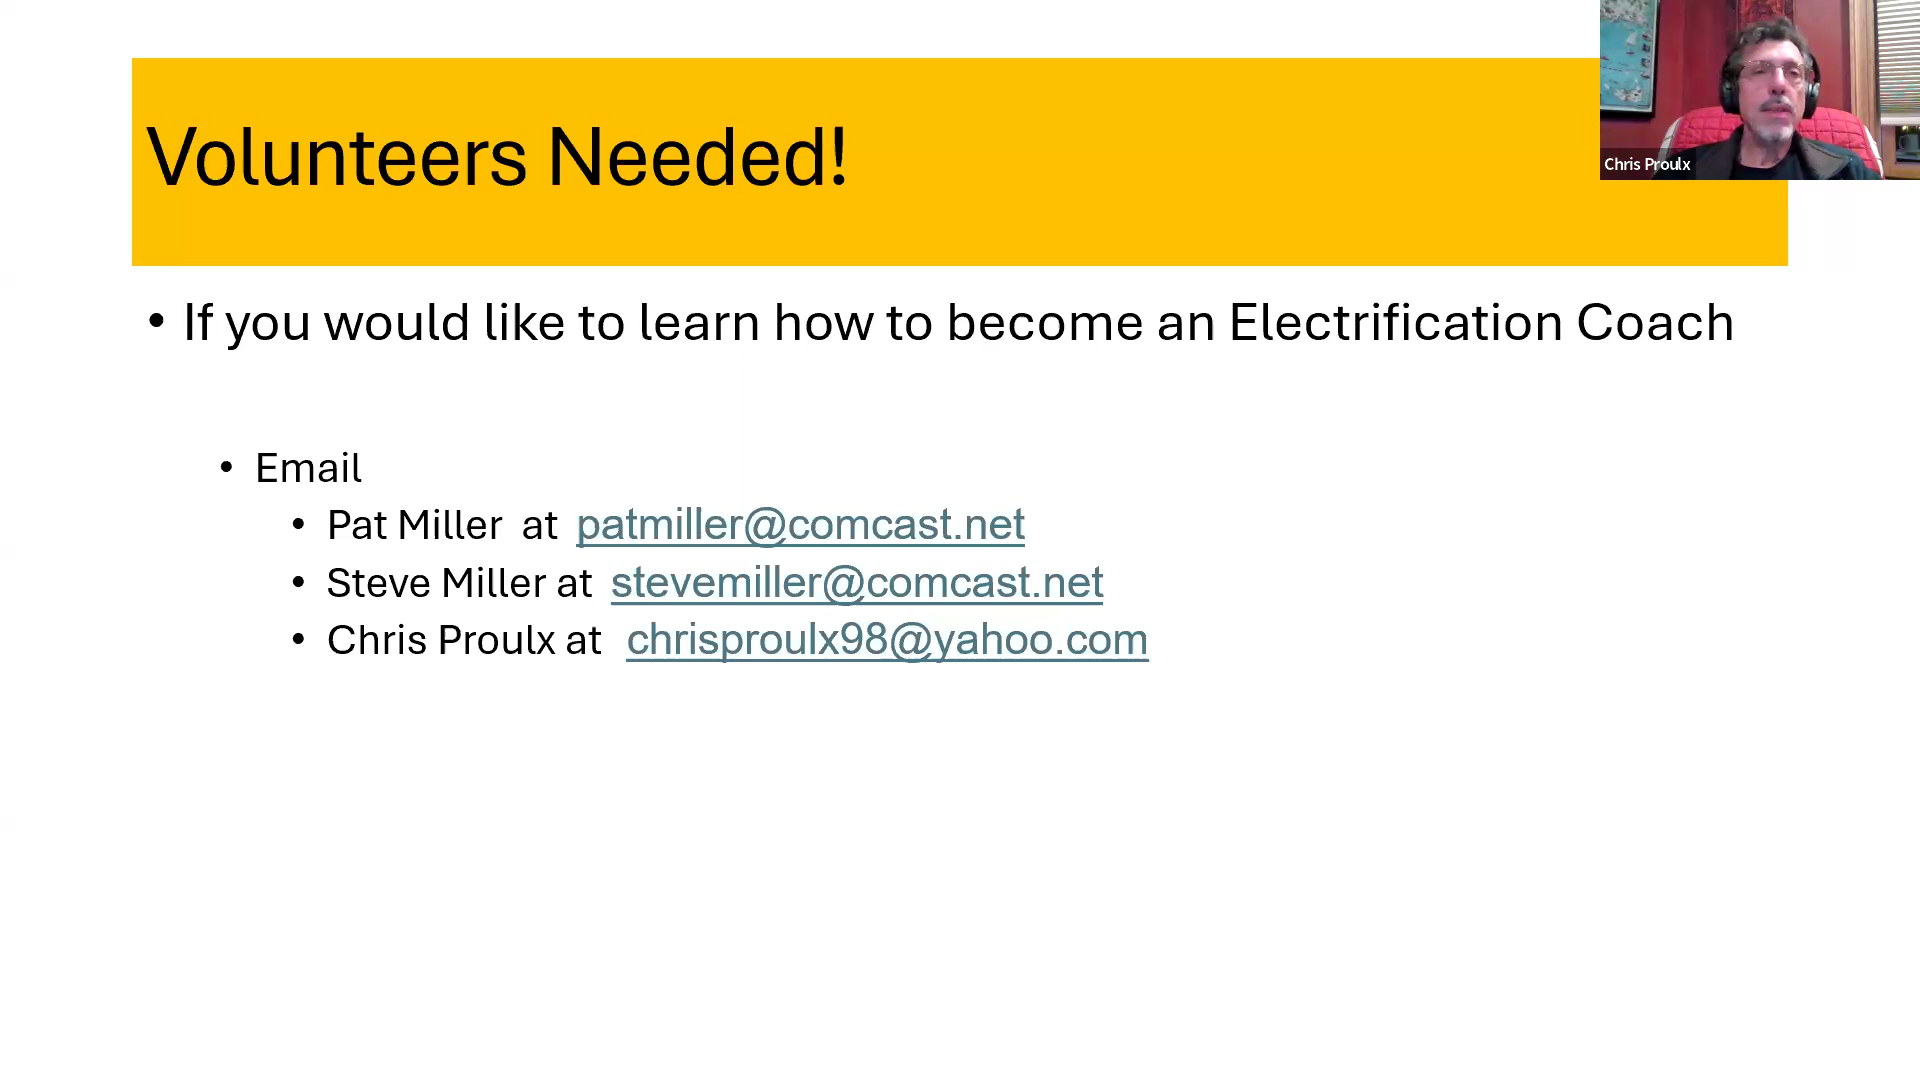 Volunteers Needed!
Chris Proulx
• If you would like to learn how to become an Electrification Coach
• Email
• Pat Miller at patmiller@comcast.net
• Steve Miller at stevemiller@comcast.net
• Chris Proulx at chrisproulx98@yahoo.com